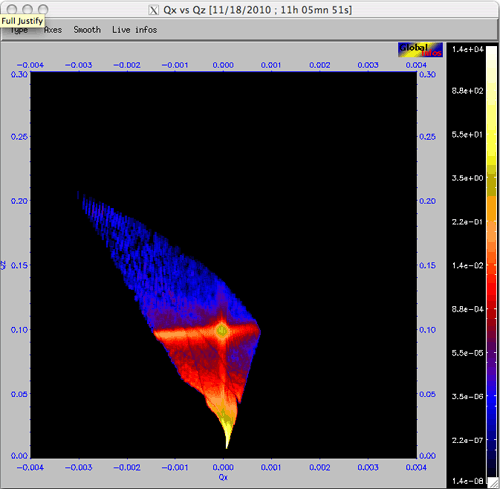 Qx vs Qz [11/18/2010 ; 11h 05mn 51s]
Full Justify
Type Axes Smooth Live infos
Global
Infos
-0.004 -0.003 -0.002 -0.001 0.000 0.001 0.002 0.003 0.004
0.30 0.30
0.25 0.25
0.20 0.20
0.15 0.15
0.10 0.10
0.05 0.05
0.00 0.00
Qz
-0.004 -0.003 -0.002 -0.001 0.000 0.001 0.002 0.003 0.004
Qx
1.4e+04
8.8e+02
5.5e+01
3.5e+00
2.2e-01
1.4e-02
8.8e-04
5.5e-05
3.5e-06
2.2e-07
1.4e-08